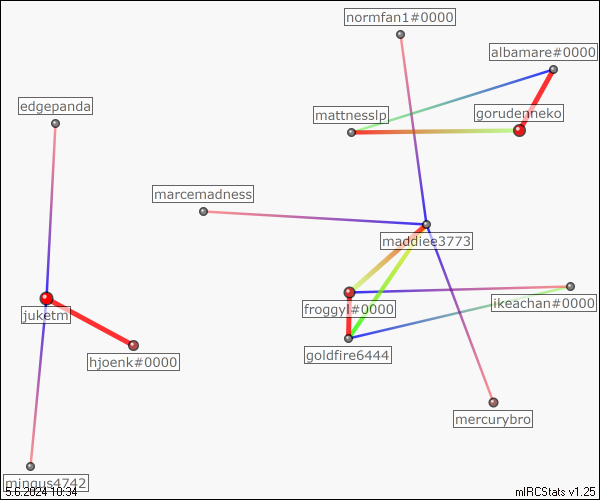 normfan1#0000
albamare#0000
edgepanda
mattnesslp
gorudenneko
marcemadness
maddiee3773
juketm
froggyl#0000
ikeachan#0000
hjoenk#0000
goldfire6444
mercurybro
mingus4742
5.6.2024 10:34
mIRCStats v1.25